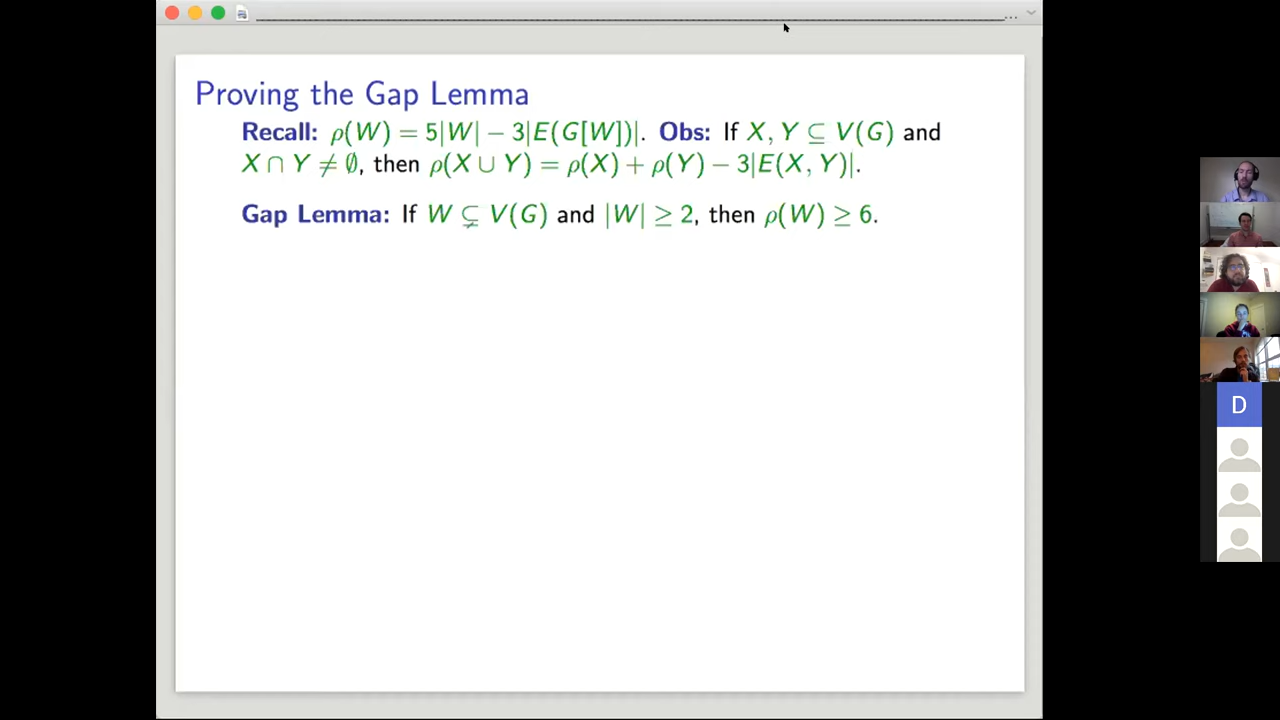 Proving the Gap Lemma
Recall: ρ(W) = 5|W| − 3|E(G[W])|. Obs: If X, Y ⊆ V(G) and
X ∩ Y ≠ ∅, then ρ(X ∪ Y) = ρ(X) + ρ(Y) − 3|E(X, Y)|.
Gap Lemma: If W ⊊ V(G) and |W| ≥ 2, then ρ(W) ≥ 6.
D